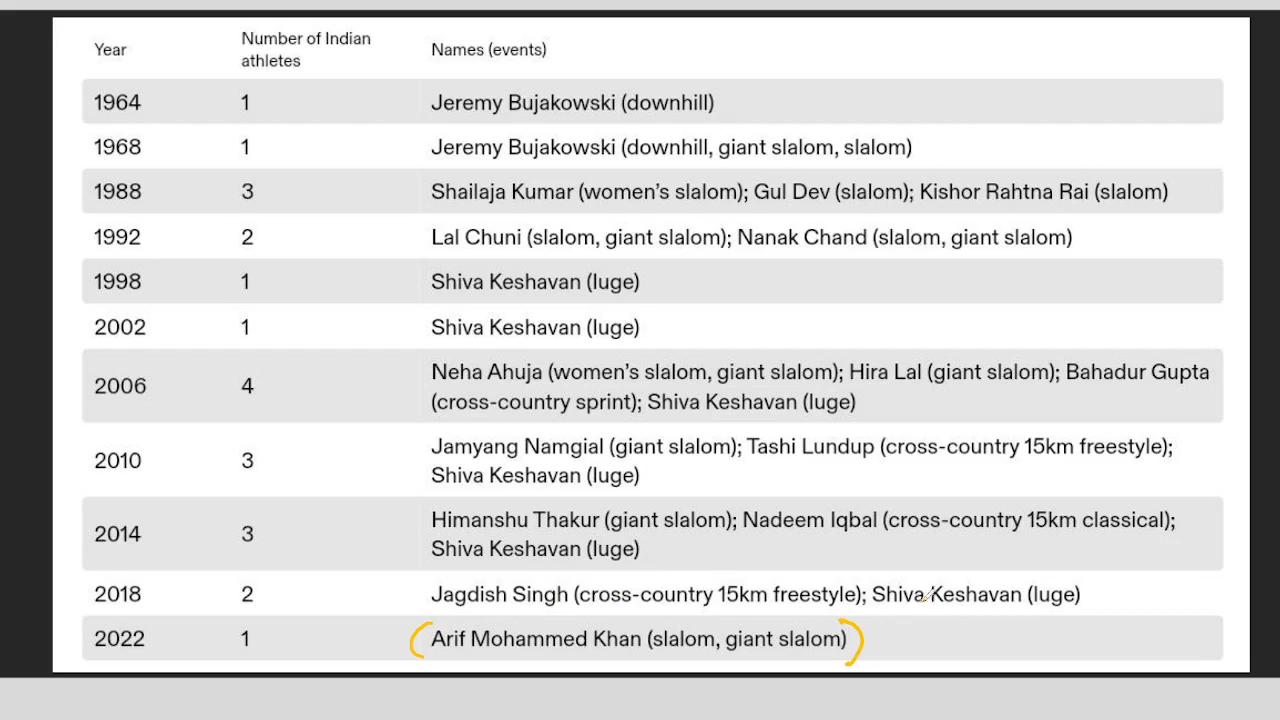 Year Number of Indian athletes Names (events)
1964 1 Jeremy Bujakowski (downhill)
1968 1 Jeremy Bujakowski (downhill, giant slalom, slalom)
1988 3 Shailaja Kumar (women’s slalom); Gul Dev (slalom); Kishor Rahtna Rai (slalom)
1992 2 Lal Chuni (slalom, giant slalom); Nanak Chand (slalom, giant slalom)
1998 1 Shiva Keshavan (luge)
2002 1 Shiva Keshavan (luge)
2006 4 Neha Ahuja (women’s slalom, giant slalom); Hira Lal (giant slalom); Bahadur Gupta
(cross-country sprint); Shiva Keshavan (luge)
2010 3 Jamyang Namgial (giant slalom); Tashi Lundup (cross-country 15km freestyle);
Shiva Keshavan (luge)
2014 3 Himanshu Thakur (giant slalom); Nadeem Iqbal (cross-country 15km classical);
Shiva Keshavan (luge)
2018 2 Jagdish Singh (cross-country 15km freestyle); Shiva Keshavan (luge)
2022 1 Arif Mohammed Khan (slalom, giant slalom)